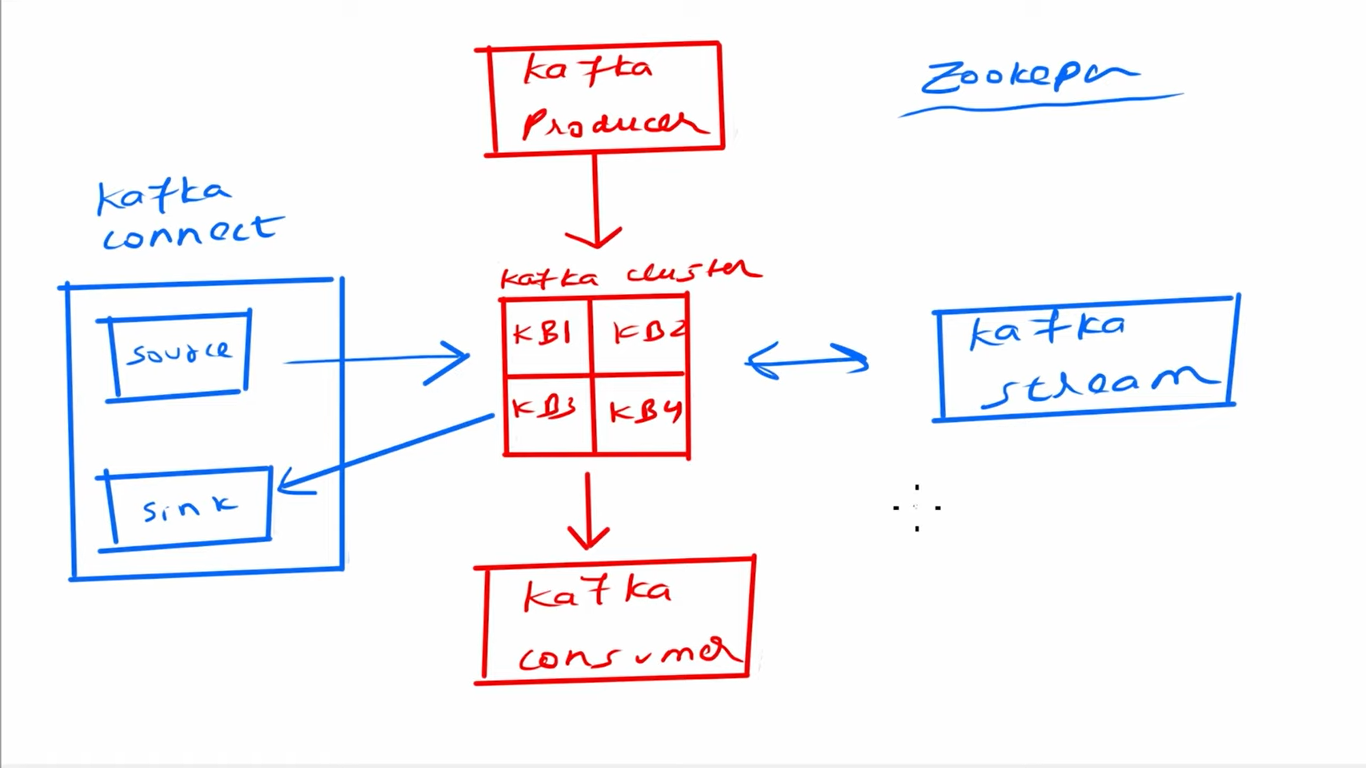 kafka
Producer
Zookeper
kafka
connect
kafka cluster
source
KB1
KB2
kafka
stream
KB3
KB4
sink
kafka
consumer